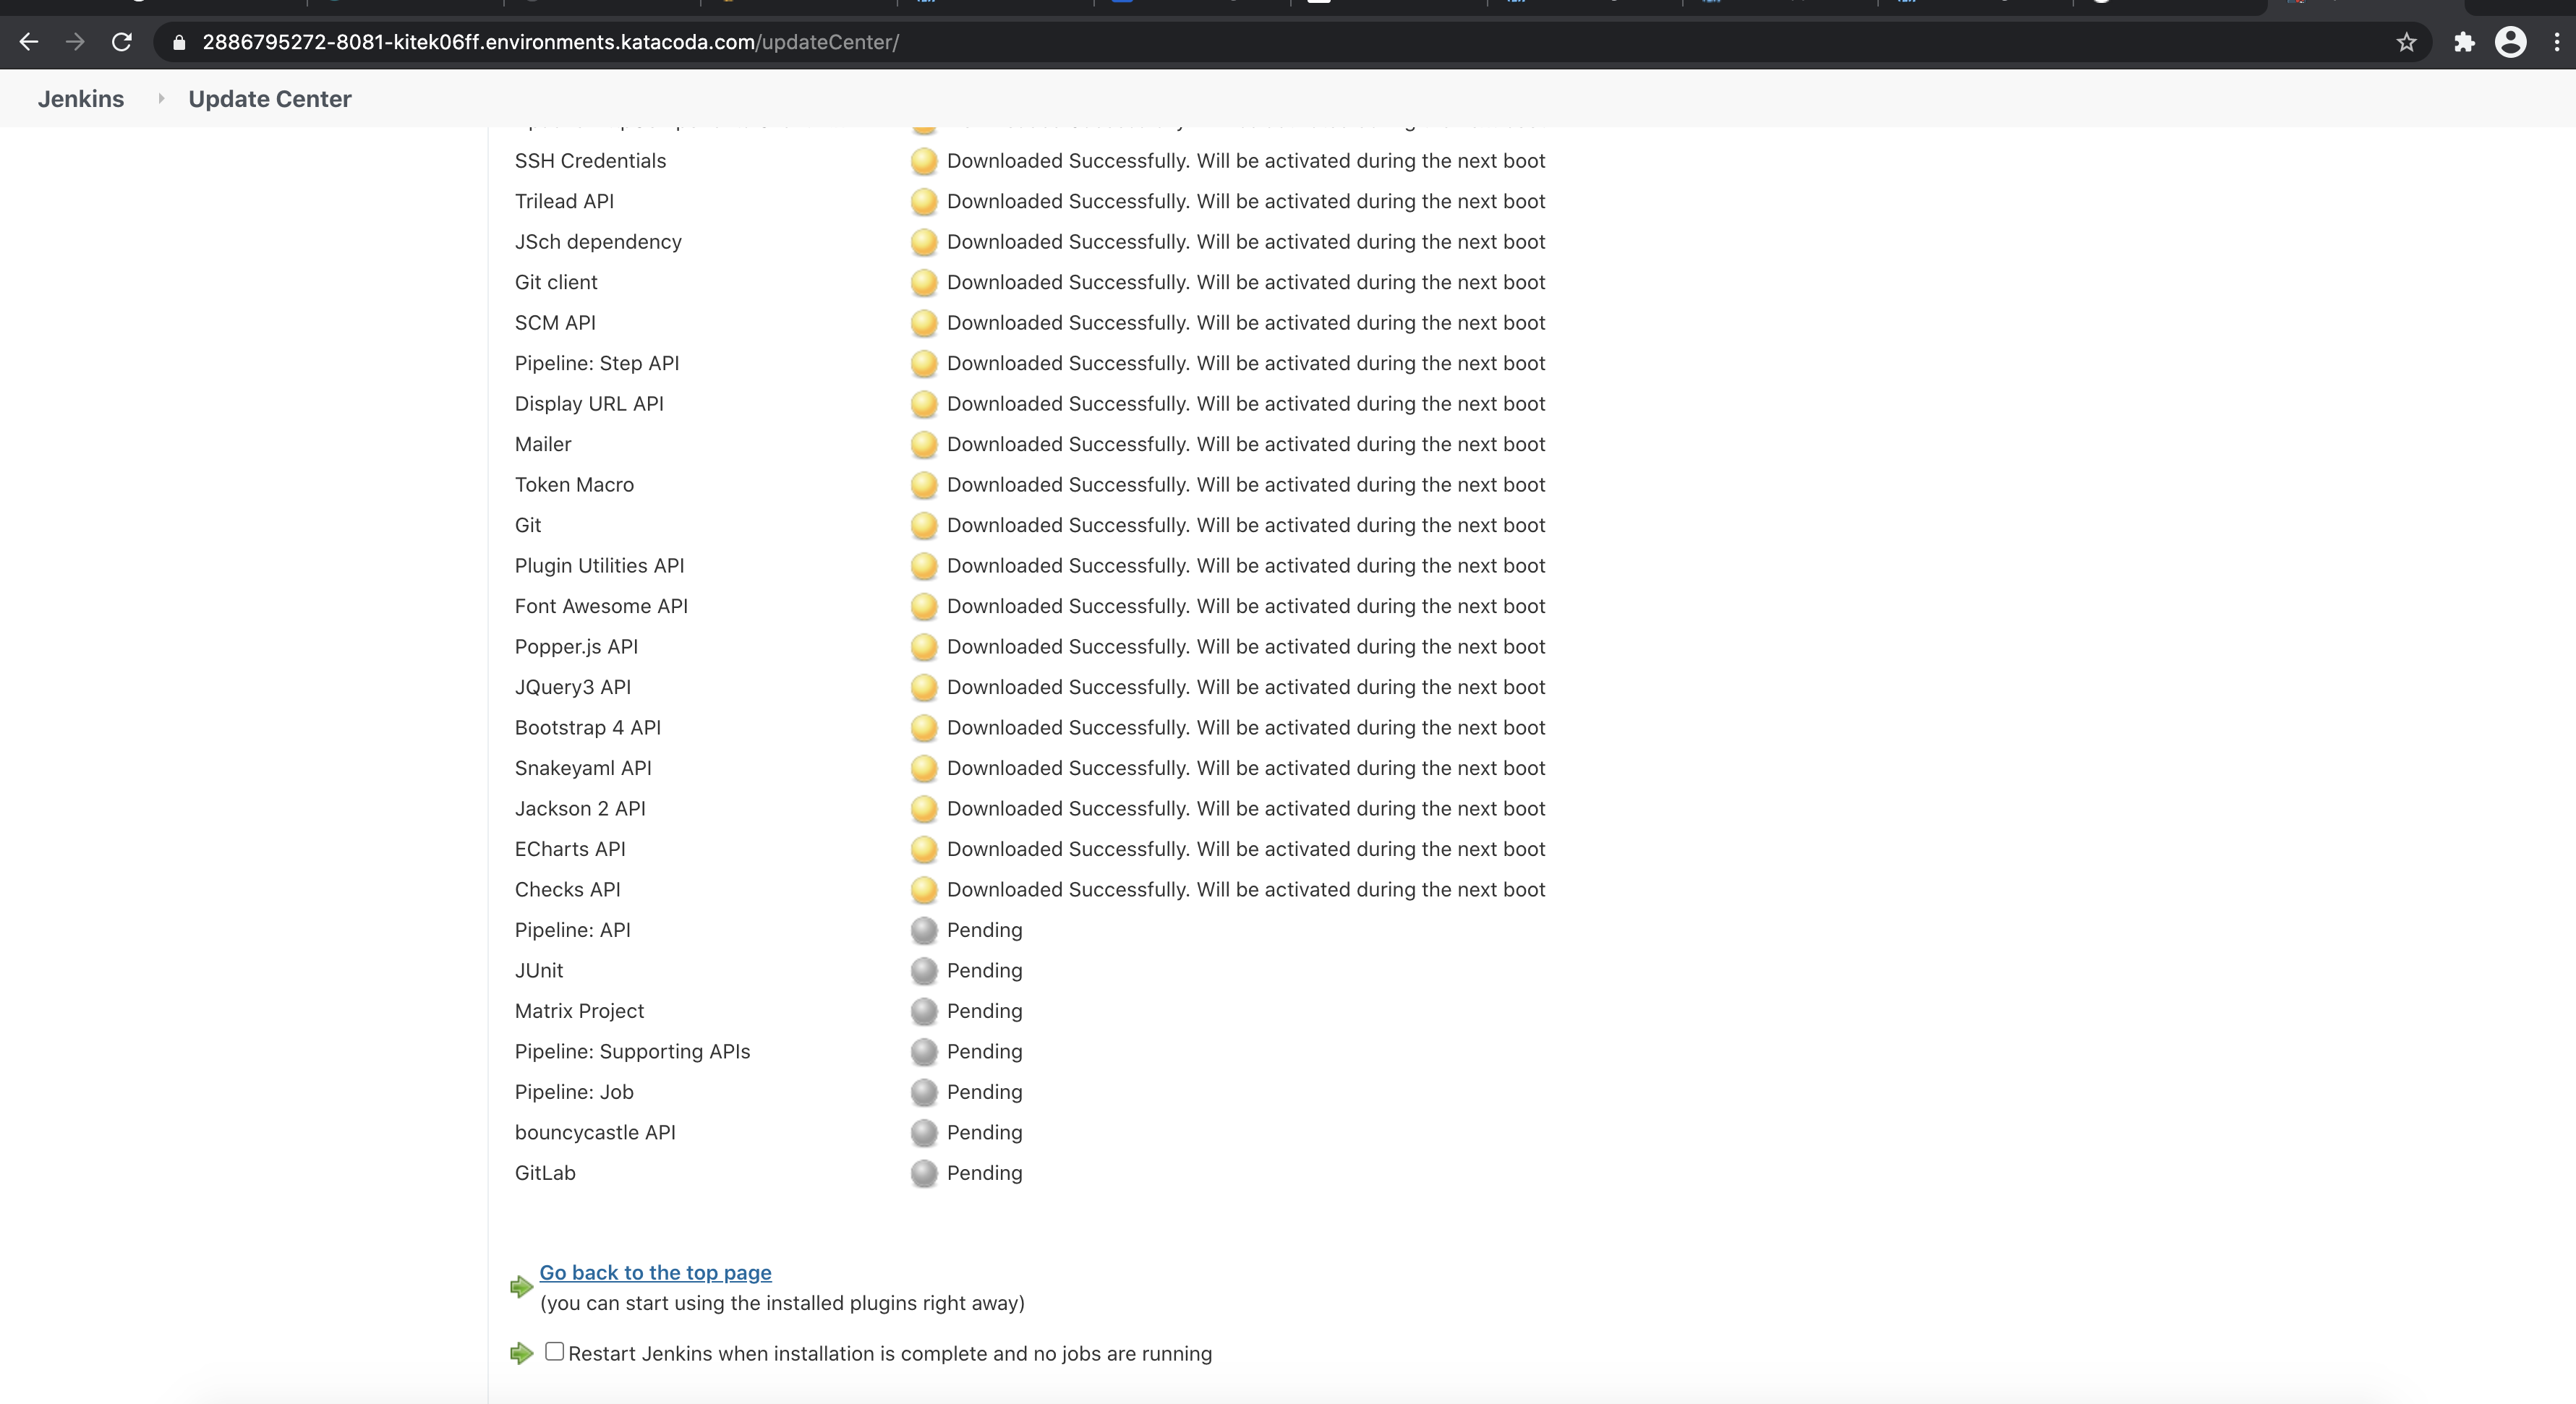 2886795272-8081-kitek06ff.environments.katacoda.com/updateCenter/
Jenkins Update Center
SSH Credentials Downloaded Successfully. Will be activated during the next boot
Trilead API Downloaded Successfully. Will be activated during the next boot
JSch dependency Downloaded Successfully. Will be activated during the next boot
Git client Downloaded Successfully. Will be activated during the next boot
SCM API Downloaded Successfully. Will be activated during the next boot
Pipeline: Step API Downloaded Successfully. Will be activated during the next boot
Display URL API Downloaded Successfully. Will be activated during the next boot
Mailer Downloaded Successfully. Will be activated during the next boot
Token Macro Downloaded Successfully. Will be activated during the next boot
Git Downloaded Successfully. Will be activated during the next boot
Plugin Utilities API Downloaded Successfully. Will be activated during the next boot
Font Awesome API Downloaded Successfully. Will be activated during the next boot
Popper.js API Downloaded Successfully. Will be activated during the next boot
JQuery3 API Downloaded Successfully. Will be activated during the next boot
Bootstrap 4 API Downloaded Successfully. Will be activated during the next boot
Snakeyaml API Downloaded Successfully. Will be activated during the next boot
Jackson 2 API Downloaded Successfully. Will be activated during the next boot
ECharts API Downloaded Successfully. Will be activated during the next boot
Checks API Downloaded Successfully. Will be activated during the next boot
Pipeline: API Pending
JUnit Pending
Matrix Project Pending
Pipeline: Supporting APIs Pending
Pipeline: Job Pending
bouncycastle API Pending
GitLab Pending
Go back to the top page
(you can start using the installed plugins right away)
Restart Jenkins when installation is complete and no jobs are running